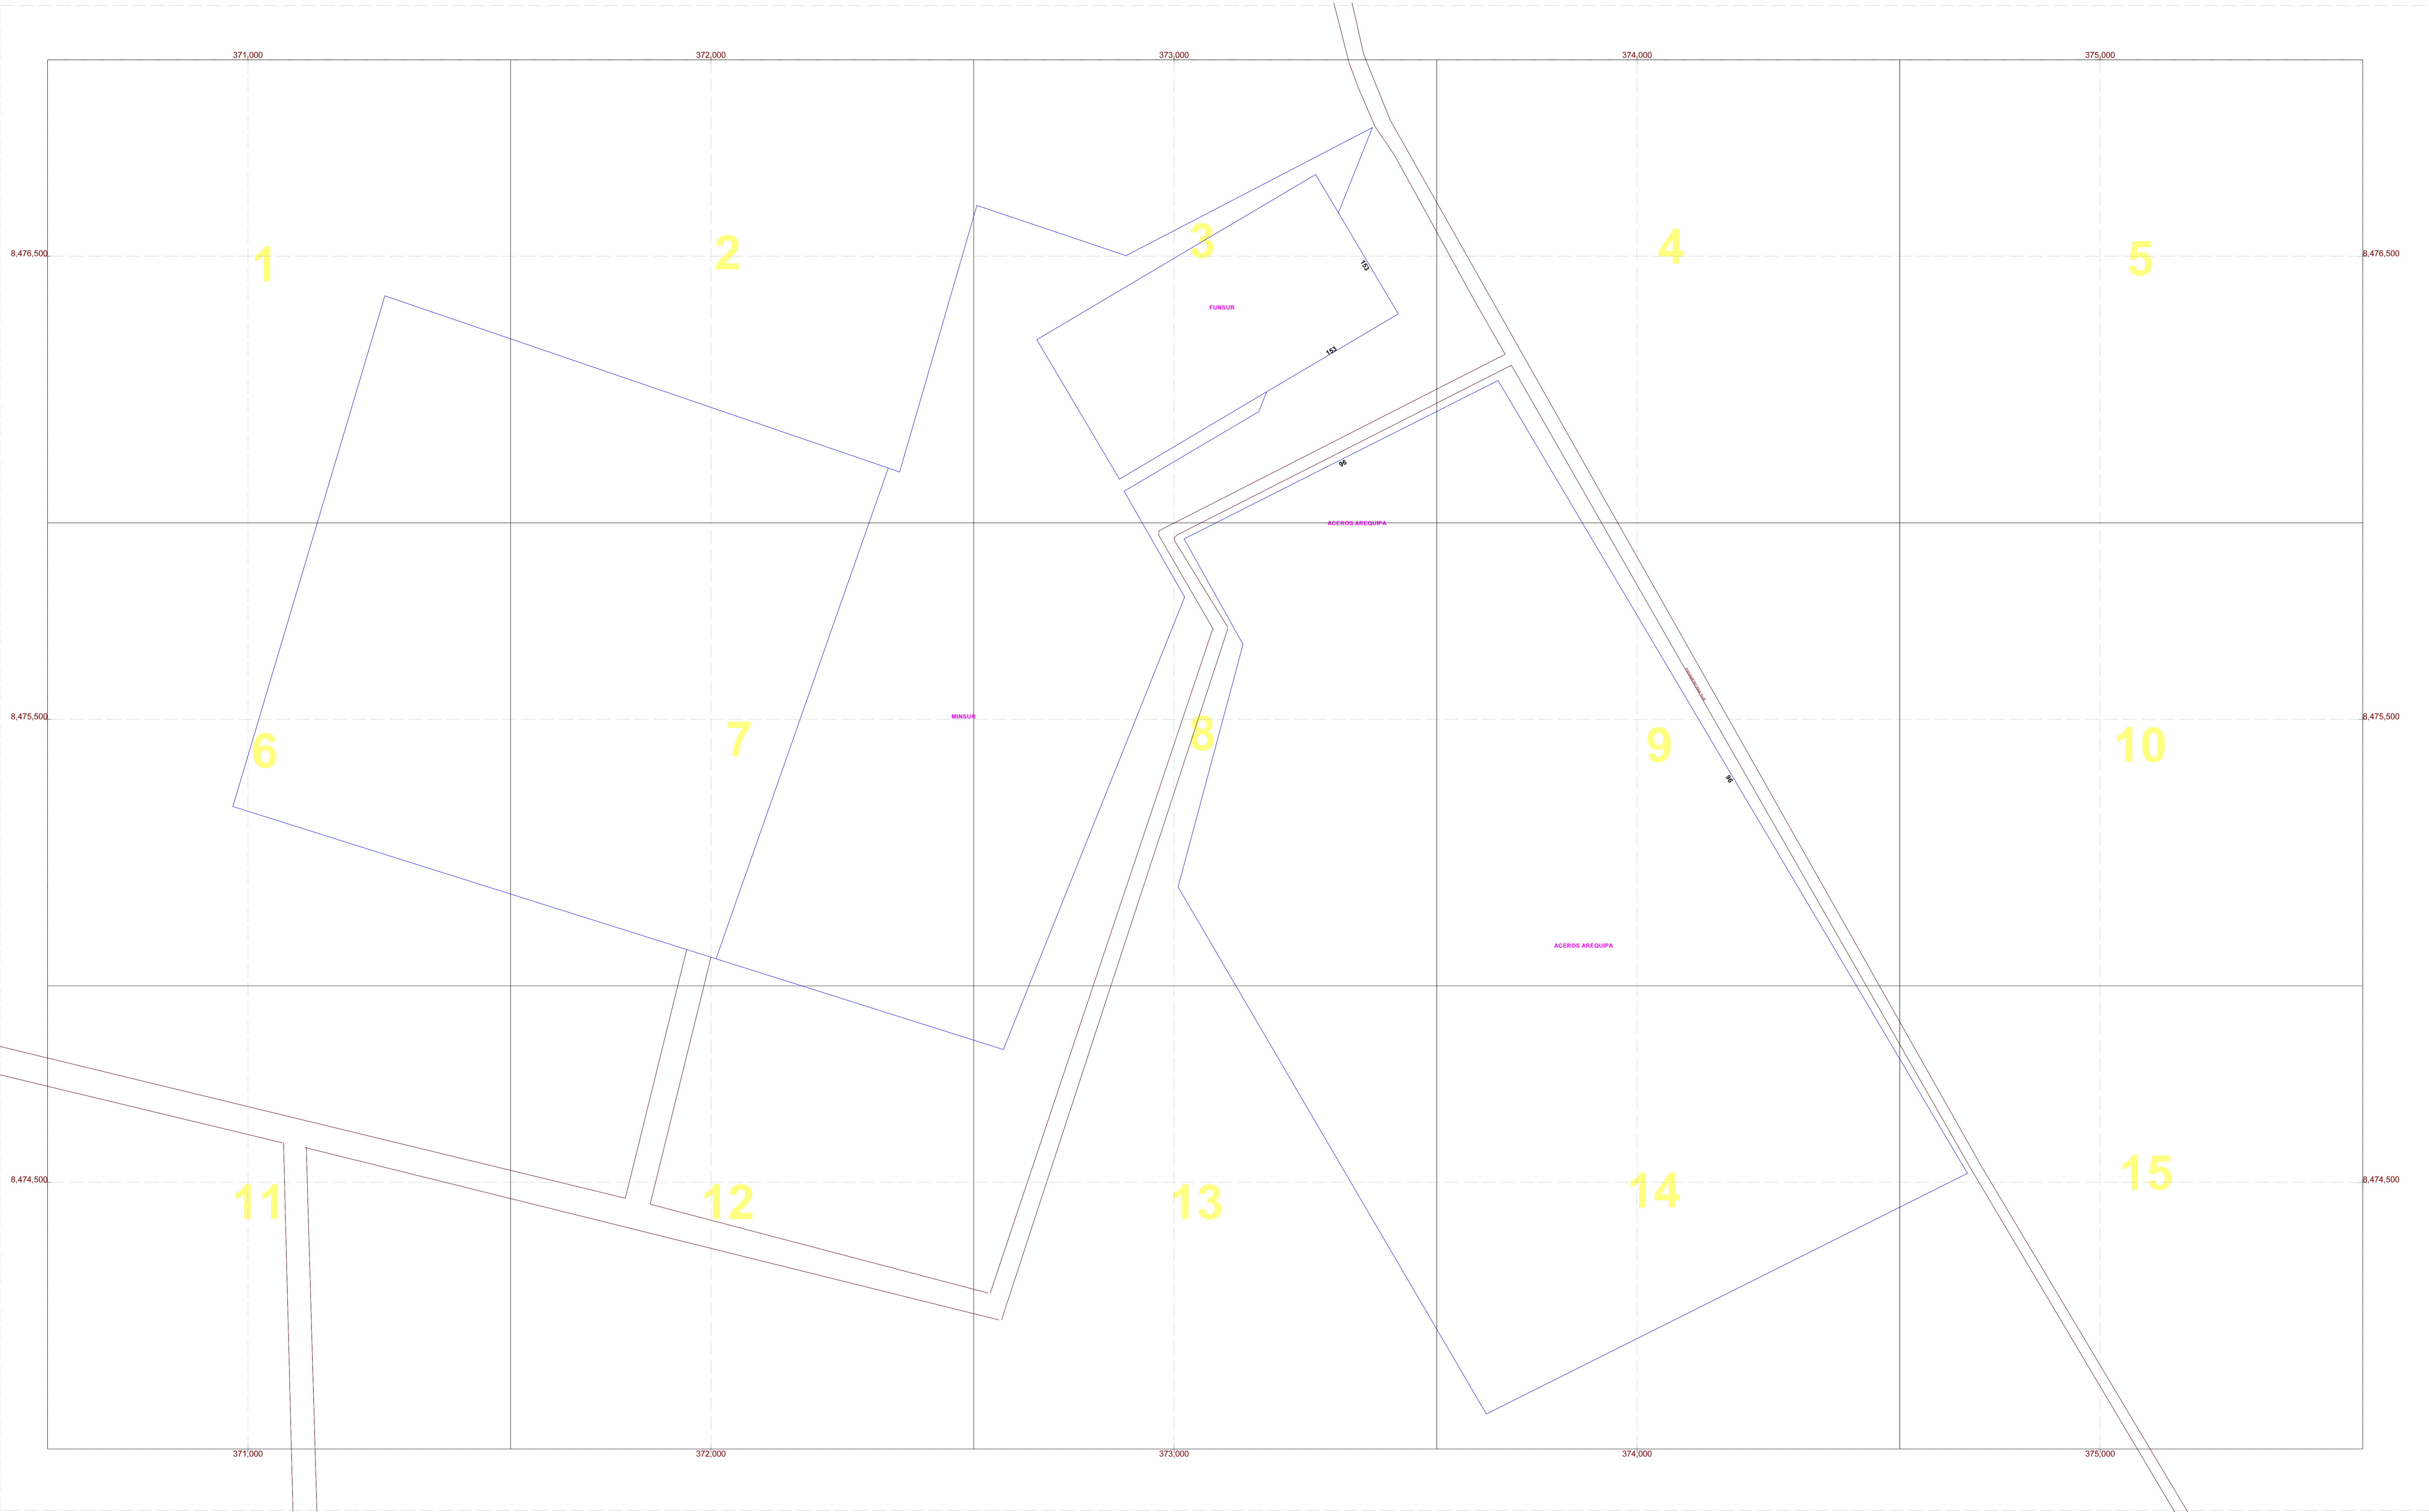 371,000 372,000 373,000 374,000 375,000
8,476,500 8,476,500
1 2 3 4 5
153
FUNSUR
153
96
ACEROS AREQUIPA
8,475,500 8,475,500
MINSUR
6 7 8 9 10
96
ACEROS AREQUIPA
8,474,500 8,474,500
11 12 13 14 15
371,000 372,000 373,000 374,000 375,000